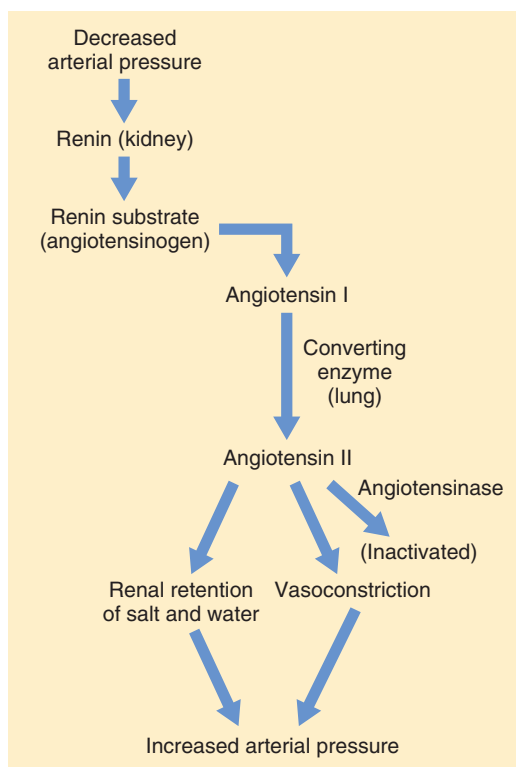 Decreased
arterial pressure
Renin (kidney)
Renin substrate
(angiotensinogen)
Angiotensin I
Converting
enzyme
(lung)
Angiotensin II
Angiotensinase
(Inactivated)
Renal retention
of salt and water
Vasoconstriction
Increased arterial pressure